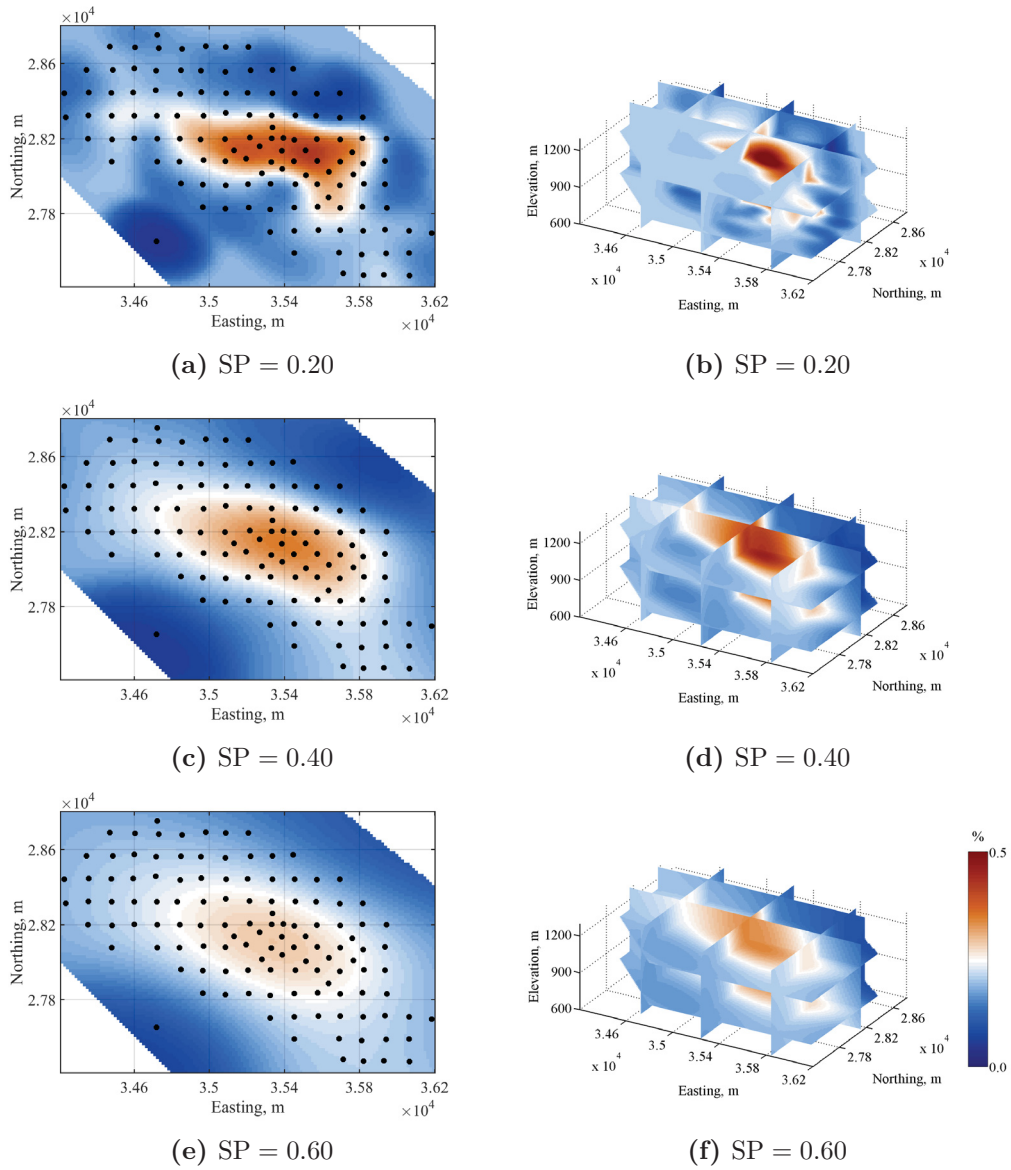 ×10⁴
2.86
2.82
2.78
Northing, m
3.46 3.5 3.54 3.58 3.62
Easting, m
×10⁴
(a) SP = 0.20
1200
900
600
Elevation, m
3.46
3.5
3.54
3.58
3.62
x 10⁴
Easting, m
2.78
2.82
2.86
x 10⁴
Northing, m
(b) SP = 0.20
×10⁴
2.86
2.82
2.78
Northing, m
3.46 3.5 3.54 3.58 3.62
Easting, m
×10⁴
(c) SP = 0.40
1200
900
600
Elevation, m
3.46
3.5
3.54
3.58
3.62
x 10⁴
Easting, m
2.78
2.82
2.86
x 10⁴
Northing, m
(d) SP = 0.40
×10⁴
2.86
2.82
2.78
Northing, m
3.46 3.5 3.54 3.58 3.62
Easting, m
×10⁴
(e) SP = 0.60
1200
900
600
Elevation, m
3.46
3.5
3.54
3.58
3.62
x 10⁴
Easting, m
2.78
2.82
2.86
x 10⁴
Northing, m
%
0.5
0.0
(f) SP = 0.60